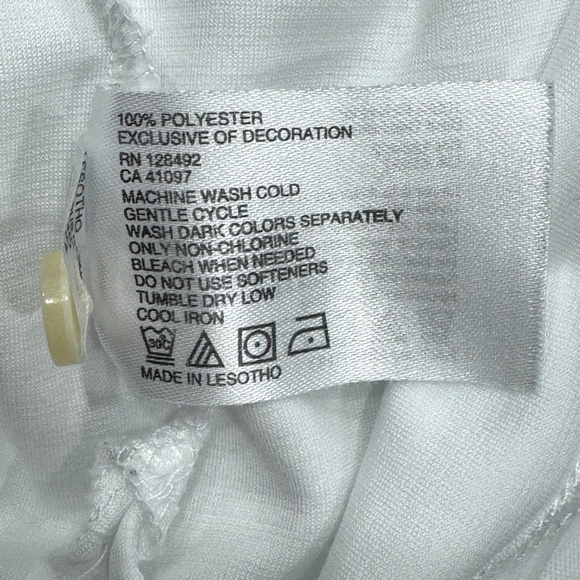 100% POLYESTER
EXCLUSIVE OF DECORATION
RN 128492
CA 41097
MACHINE WASH COLD
GENTLE CYCLE
WASH DARK COLORS SEPARATELY
ONLY NON-CHLORINE
BLEACH WHEN NEEDED
DO NOT USE SOFTENERS
TUMBLE DRY LOW
COOL IRON
30C
MADE IN LESOTHO